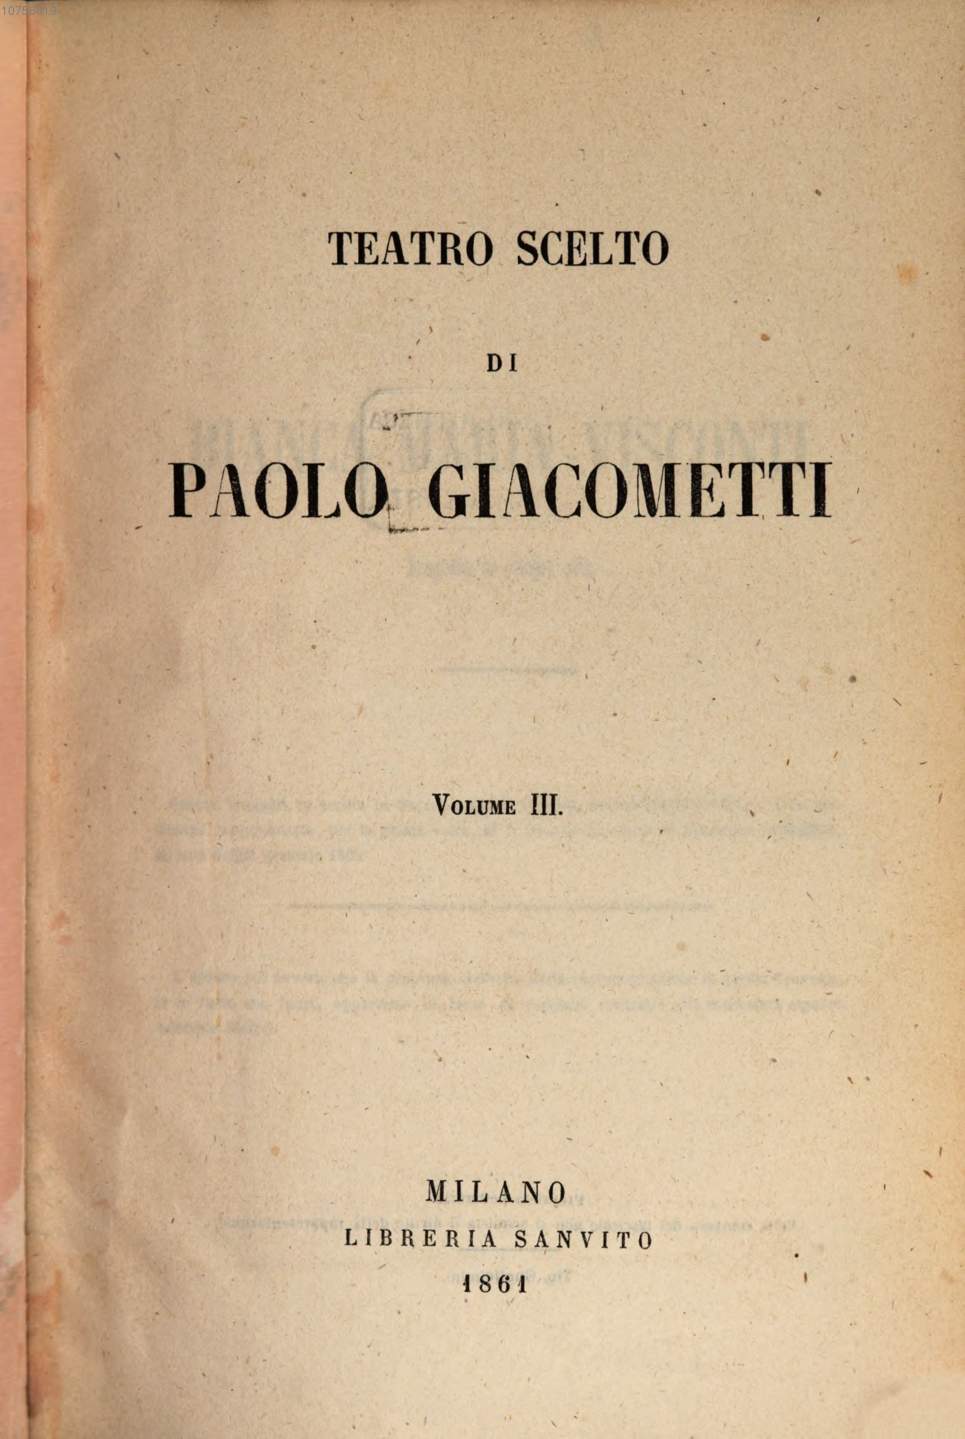 TEATRO SCELTO
DI
PAOLO GIACOMETTI
VOLUME III.
MILANO
LIBRERIA SANVITO
1861